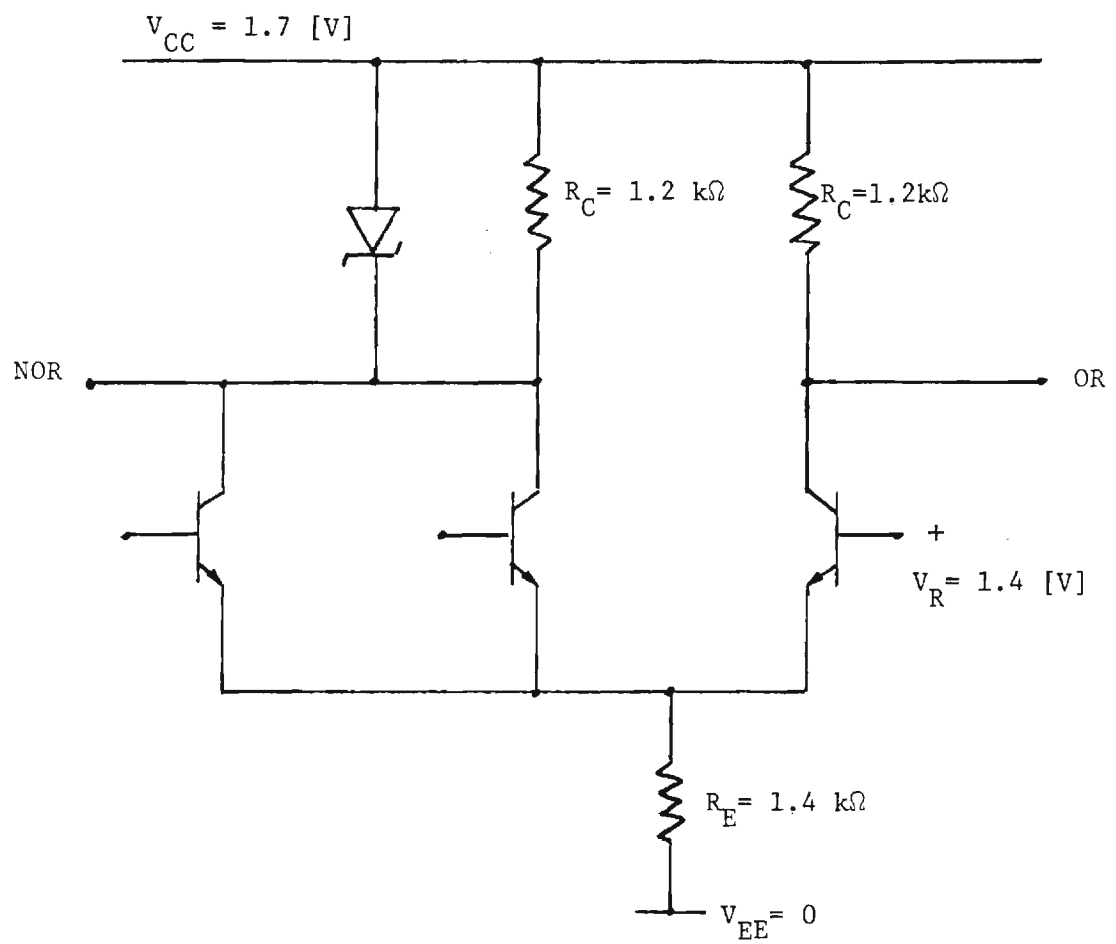 V_CC = 1.7 [V]
R_C= 1.2 kΩ
R_C=1.2kΩ
NOR
OR
+
V_R= 1.4 [V]
R_E= 1.4 kΩ
V_EE= 0